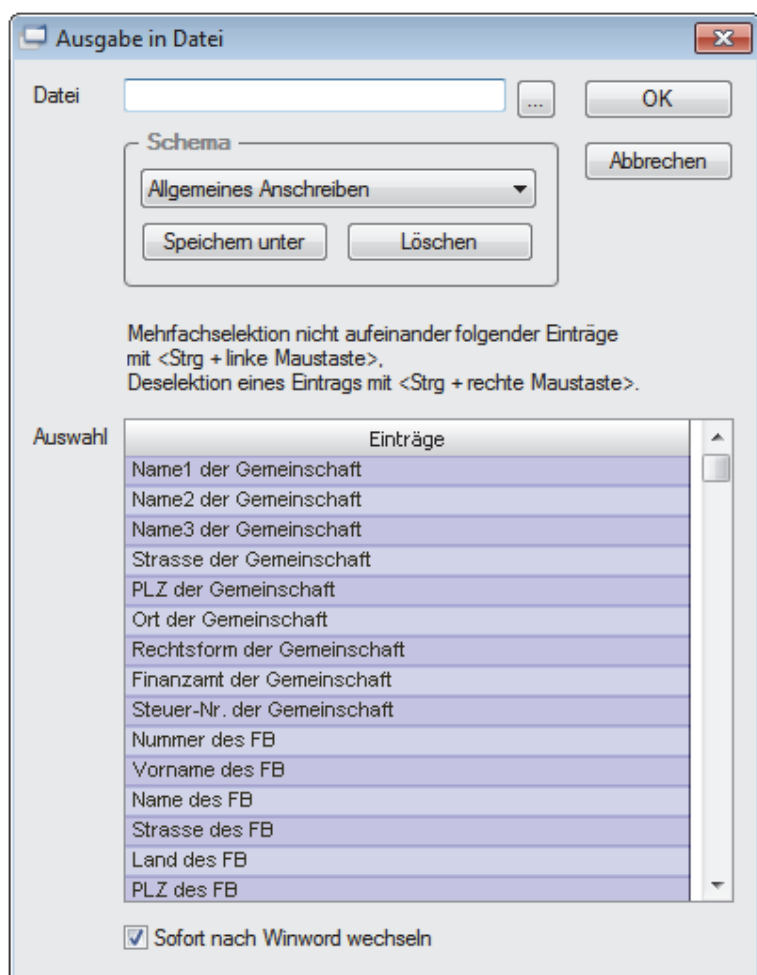 Ausgabe in Datei
Datei
...
OK
Schema
Abbrechen
Allgemeines Anschreiben
Speichern unter
Löschen
Mehrfachselektion nicht aufeinander folgender Einträge
mit <Strg + linke Maustaste>,
Deselektion eines Eintrags mit <Strg + rechte Maustaste>.
Auswahl
Einträge
Name1 der Gemeinschaft
Name2 der Gemeinschaft
Name3 der Gemeinschaft
Strasse der Gemeinschaft
PLZ der Gemeinschaft
Ort der Gemeinschaft
Rechtsform der Gemeinschaft
Finanzamt der Gemeinschaft
Steuer-Nr. der Gemeinschaft
Nummer des FB
Vorname des FB
Name des FB
Strasse des FB
Land des FB
PLZ des FB
Sofort nach Winword wechseln